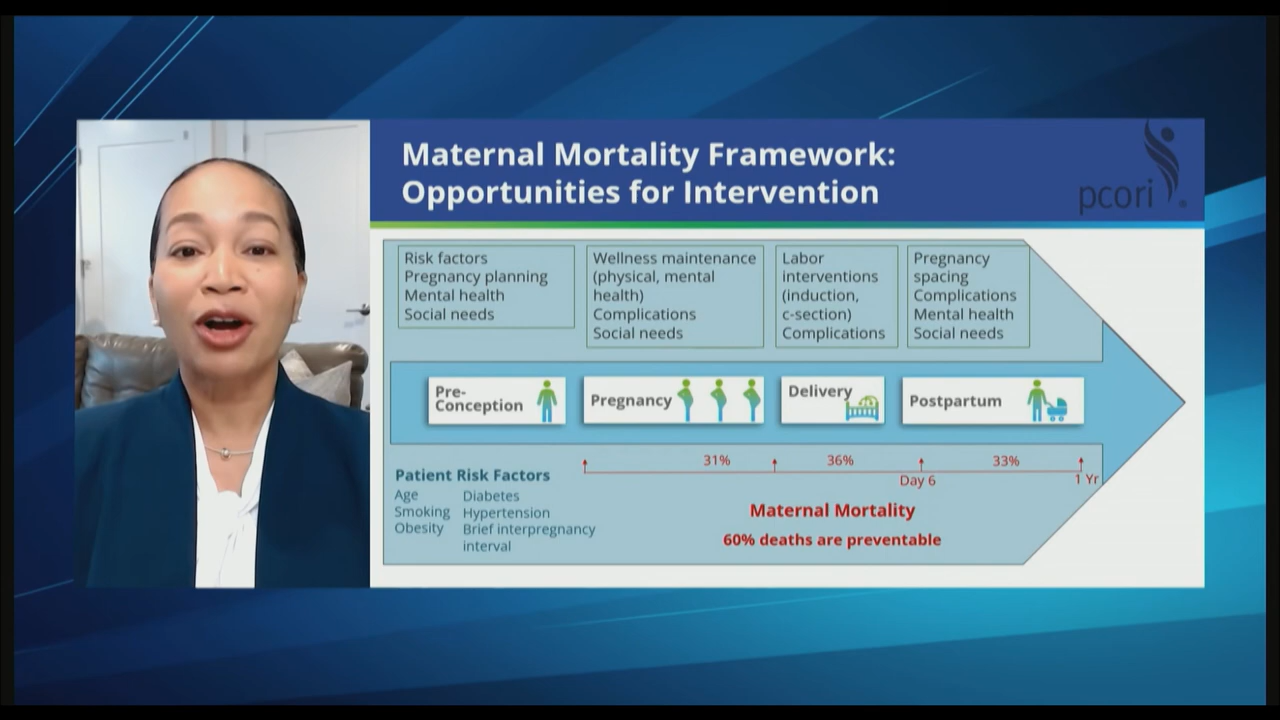 Maternal Mortality Framework:
Opportunities for Intervention
pcori
Risk factors
Pregnancy planning
Mental health
Social needs
Wellness maintenance
(physical, mental
health)
Complications
Social needs
Labor
interventions
(induction,
c-section)
Complications
Pregnancy
spacing
Complications
Mental health
Social needs
Pre-
Conception
Pregnancy
Delivery
Postpartum
31%
36%
33%
Day 6
1 Yr
Patient Risk Factors
Age
Smoking
Obesity
Diabetes
Hypertension
Brief interpregnancy
interval
Maternal Mortality
60% deaths are preventable